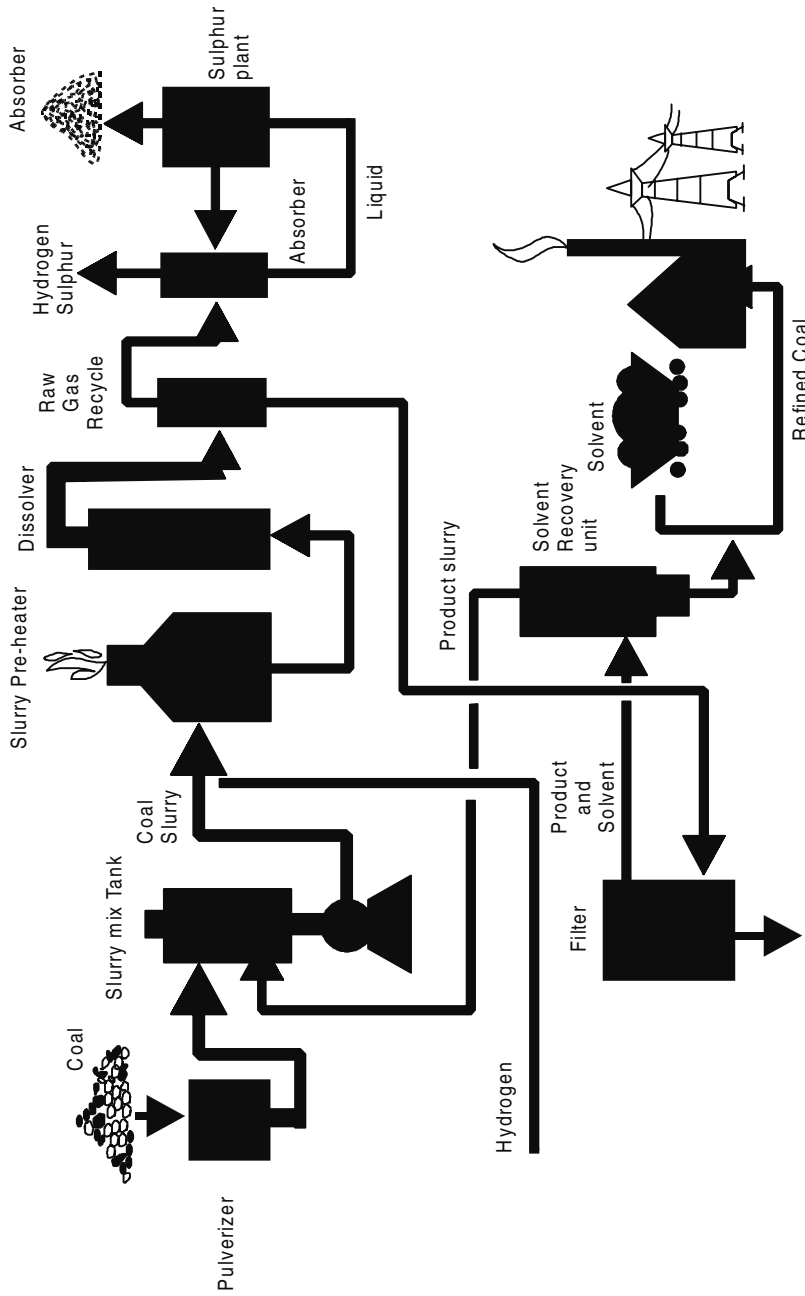 Coal
Pulverizer
Slurry mix Tank
Coal
Slurry
Slurry Pre-heater
Dissolver
Raw
Gas
Recycle
Hydrogen
Sulphur
Absorber
Absorber
Sulphur
plant
Liquid
Hydrogen
Product slurry
Filter
Product
and
Solvent
Solvent
Recovery
unit
Solvent
Refined Coal